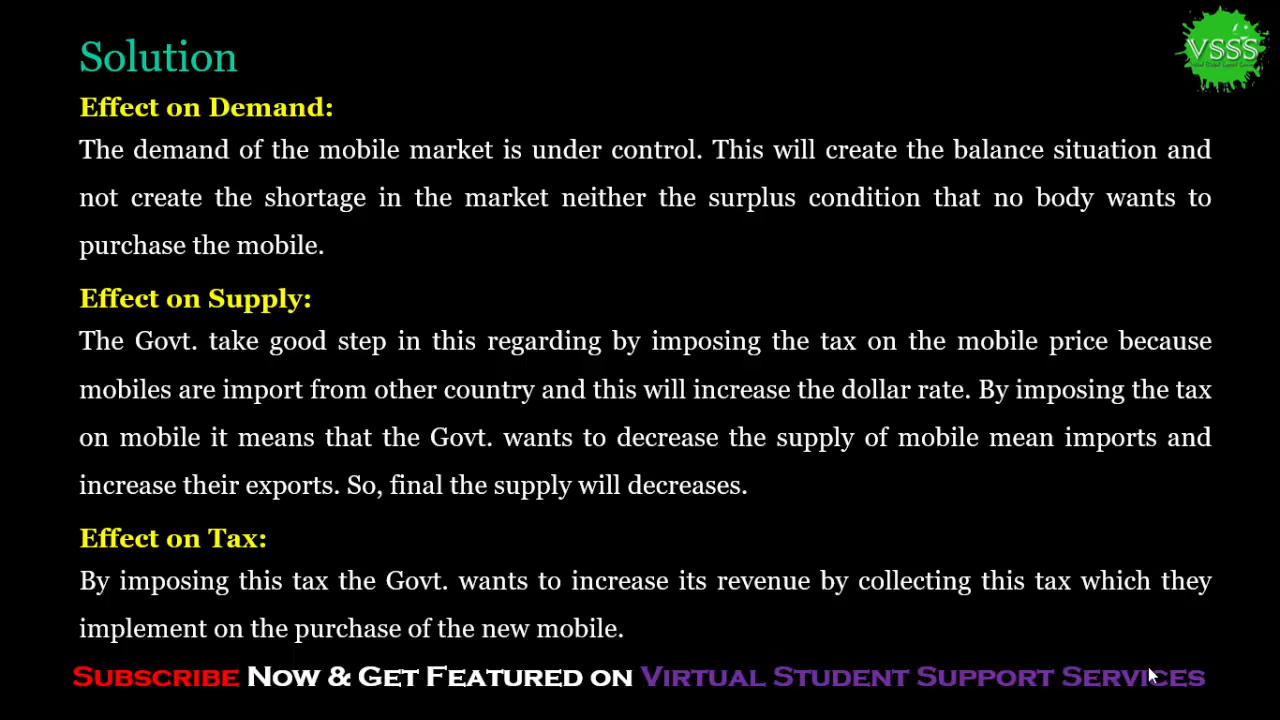 Solution
VSSS
Effect on Demand:
The demand of the mobile market is under control. This will create the balance situation and
not create the shortage in the market neither the surplus condition that no body wants to
purchase the mobile.
Effect on Supply:
The Govt. take good step in this regarding by imposing the tax on the mobile price because
mobiles are import from other country and this will increase the dollar rate. By imposing the tax
on mobile it means that the Govt. wants to decrease the supply of mobile mean imports and
increase their exports. So, final the supply will decreases.
Effect on Tax:
By imposing this tax the Govt. wants to increase its revenue by collecting this tax which they
implement on the purchase of the new mobile.
SUBSCRIBE NOW & GET FEATURED ON VIRTUAL STUDENT SUPPORT SERVICES